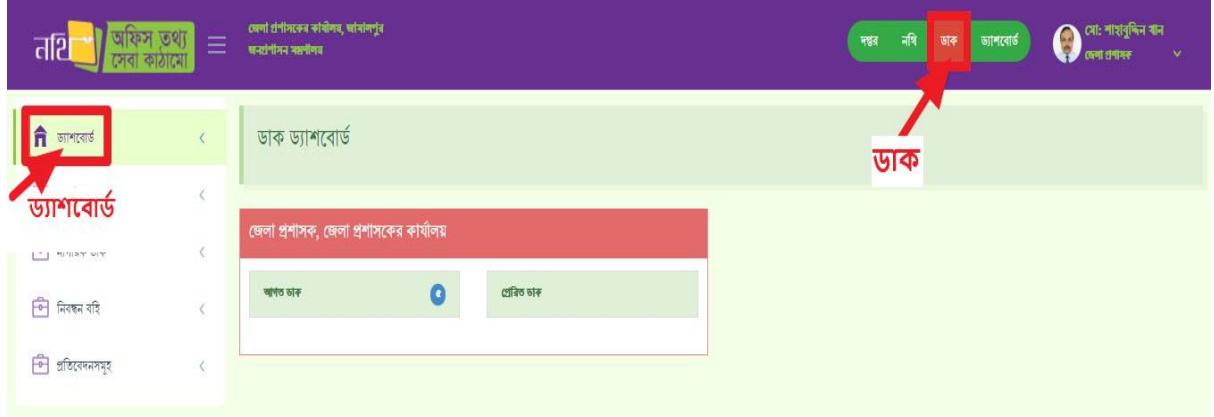 নথি
অফিস তথ্য
সেবা কাঠামো
জেলা প্রশাসকের কার্যালয়, জামালপুর
জনপ্রশাসন মন্ত্রণালয়
দপ্তর নথি ডাক ড্যাশবোর্ড
মো: শাহাবুদ্দিন খান
জেলা প্রশাসক
ড্যাশবোর্ড
ডাক ড্যাশবোর্ড
ডাক
ড্যাশবোর্ড
জেলা প্রশাসক, জেলা প্রশাসকের কার্যালয়
নাগরিক ডাক
আগত ডাক ৫ প্রেরিত ডাক
নিবন্ধন বহি
প্রতিবেদনসমূহ